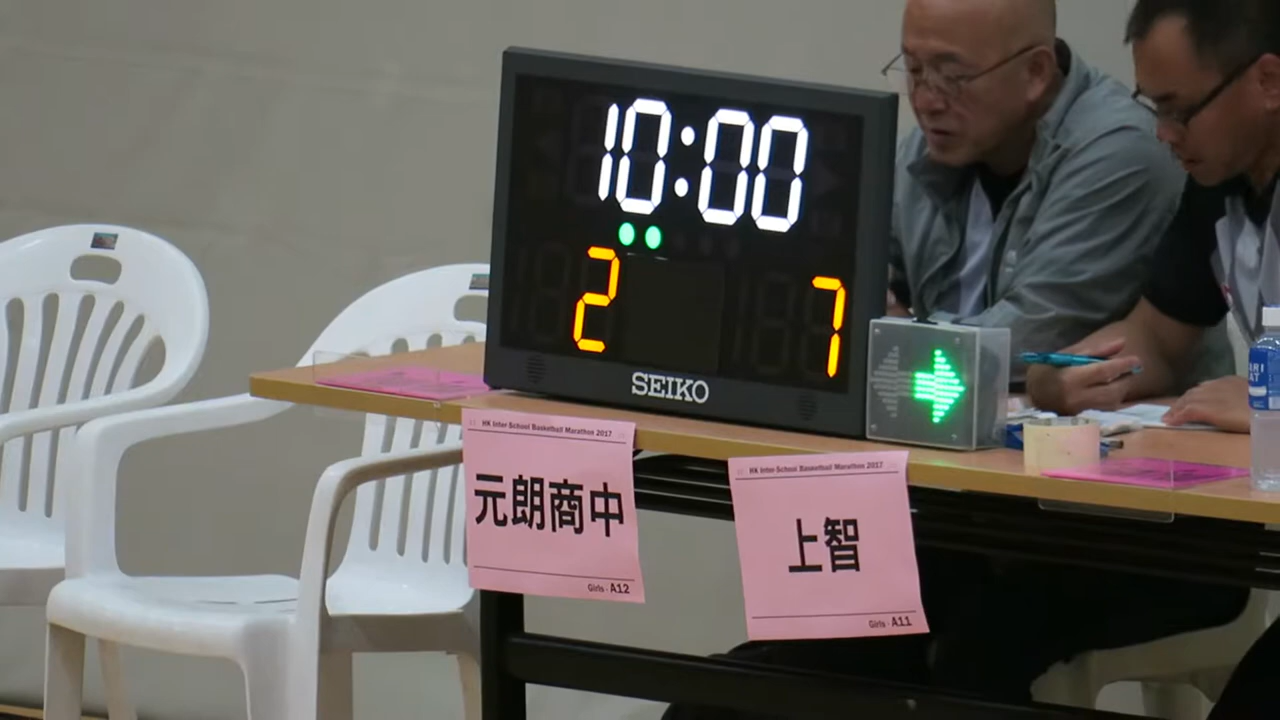 10:00
2 7
SEIKO
HK Inter-School Basketball Marathon 2017
元朗商中
Girls - A12
HK Inter-School Basketball Marathon 2017
上智
Girls - A11